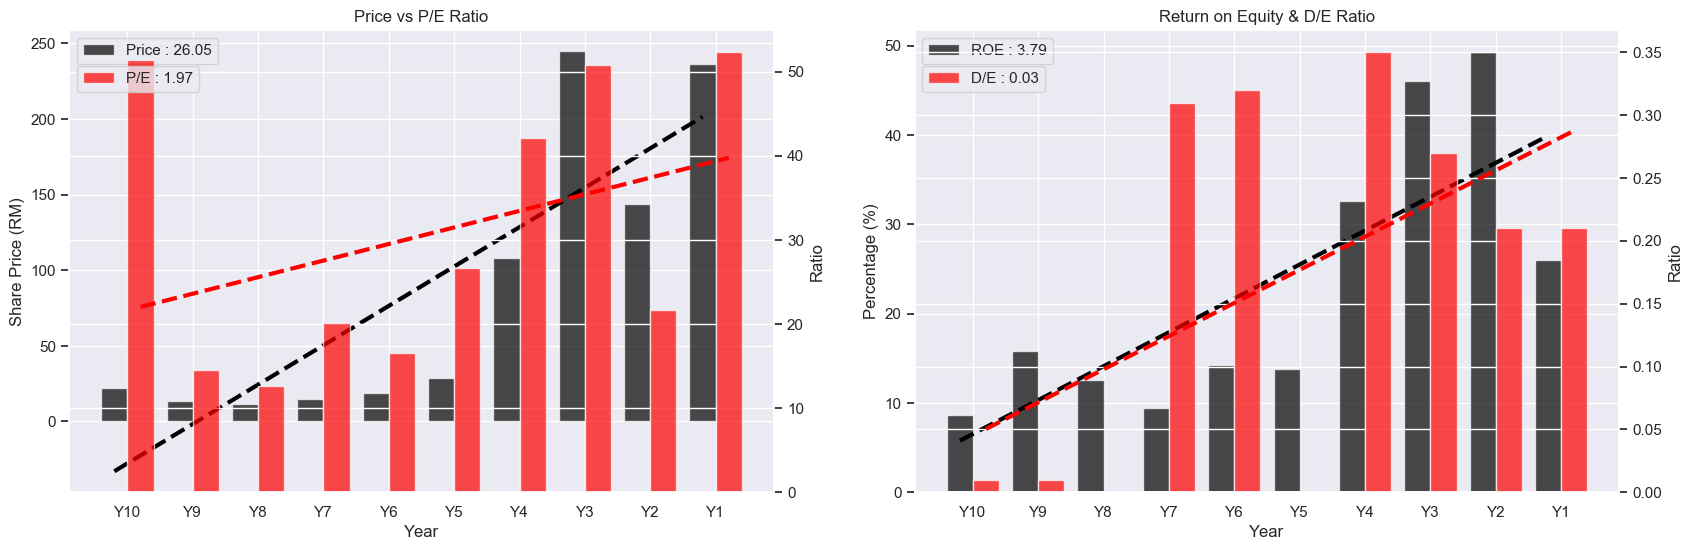 Price vs P/E Ratio
Price : 26.05
P/E : 1.97
Share Price (RM)
250
200
150
100
50
0
50
40
30
20
10
0
Ratio
Y10 Y9 Y8 Y7 Y6 Y5 Y4 Y3 Y2 Y1
Year
Return on Equity & D/E Ratio
ROE : 3.79
D/E : 0.03
Percentage (%)
50
40
30
20
10
0
0.35
0.30
0.25
0.20
0.15
0.10
0.05
0.00
Ratio
Y10 Y9 Y8 Y7 Y6 Y5 Y4 Y3 Y2 Y1
Year